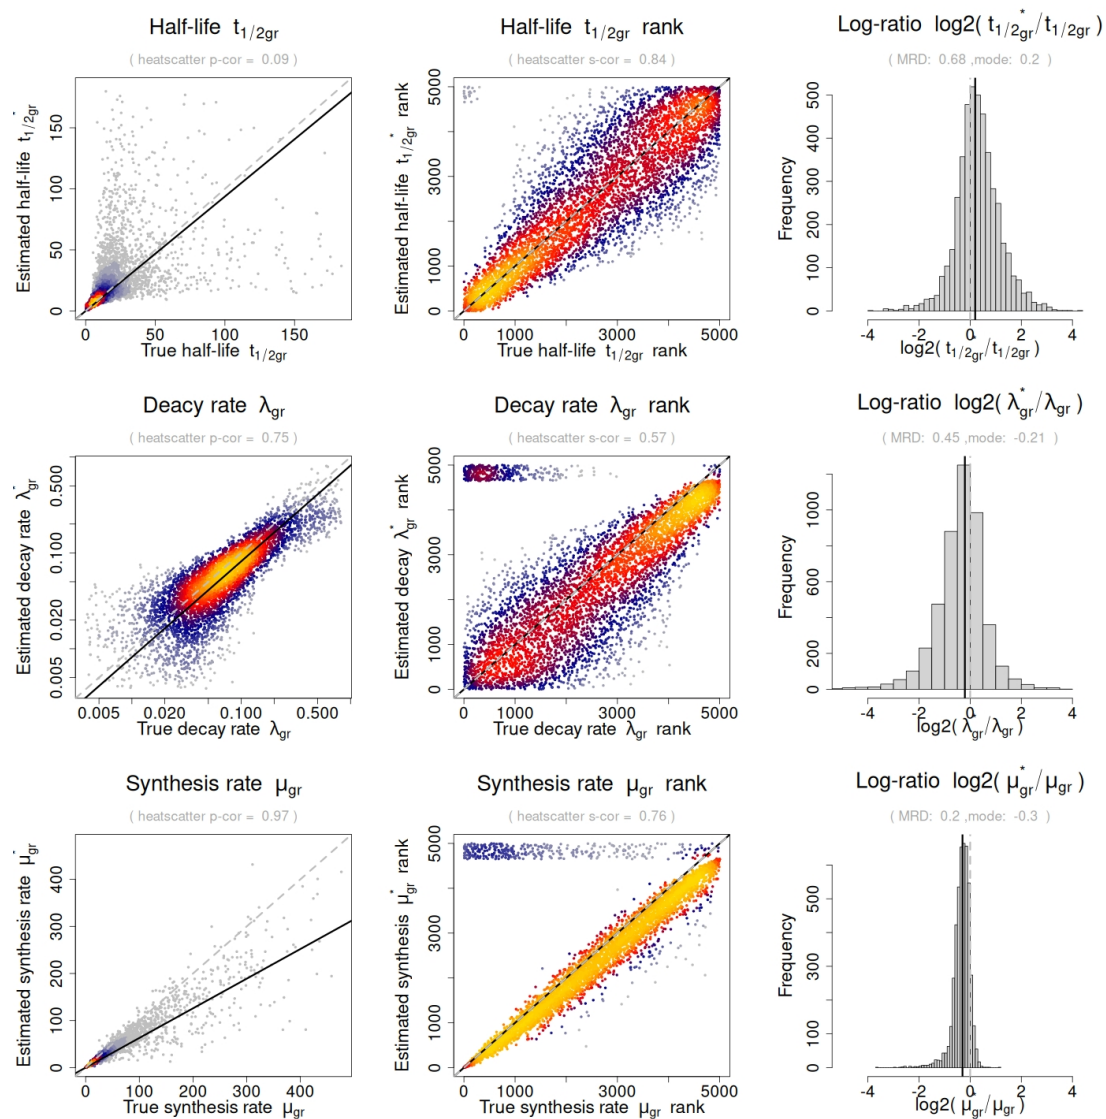 Half-life t1/2gr
( heatscatter p-cor = 0.09 )
Estimated half-life t*1/2gr
0 50 100 150
0 50 100 150
True half-life t1/2gr
Half-life t1/2gr rank
( heatscatter s-cor = 0.84 )
Estimated half-life t*1/2gr rank
0 1000 3000 5000
0 1000 3000 5000
True half-life t1/2gr rank
Log-ratio log2( t*1/2gr/t1/2gr )
( MRD: 0.68 ,mode: 0.2 )
Frequency
0 100 200 300 400 500
-4 -2 0 2 4
log2( t1/2gr/t1/2gr )
Deacy rate λgr
( heatscatter p-cor = 0.75 )
Estimated decay rate λ*gr
0.005 0.020 0.100 0.500
0.005 0.020 0.100 0.500
True decay rate λgr
Decay rate λgr rank
( heatscatter s-cor = 0.57 )
Estimated decay λ*gr rank
0 1000 3000 5000
0 1000 3000 5000
True decay rate λgr rank
Log-ratio log2( λ*gr/λgr )
( MRD: 0.45 ,mode: -0.21 )
Frequency
0 200 600 1000
-4 -2 0 2 4
log2( λgr/λgr )
Synthesis rate μgr
( heatscatter p-cor = 0.97 )
Estimated synthesis rate μ*gr
0 100 200 300 400
0 100 200 300 400
True synthesis rate μgr
Synthesis rate μgr rank
( heatscatter s-cor = 0.76 )
Estimated synthesis μ*gr rank
0 1000 3000 5000
0 1000 3000 5000
True synthesis rate μgr rank
Log-ratio log2( μ*gr/μgr )
( MRD: 0.2 ,mode: -0.3 )
Frequency
0 100 300 500
-4 -2 0 2 4
log2( μgr/μgr )